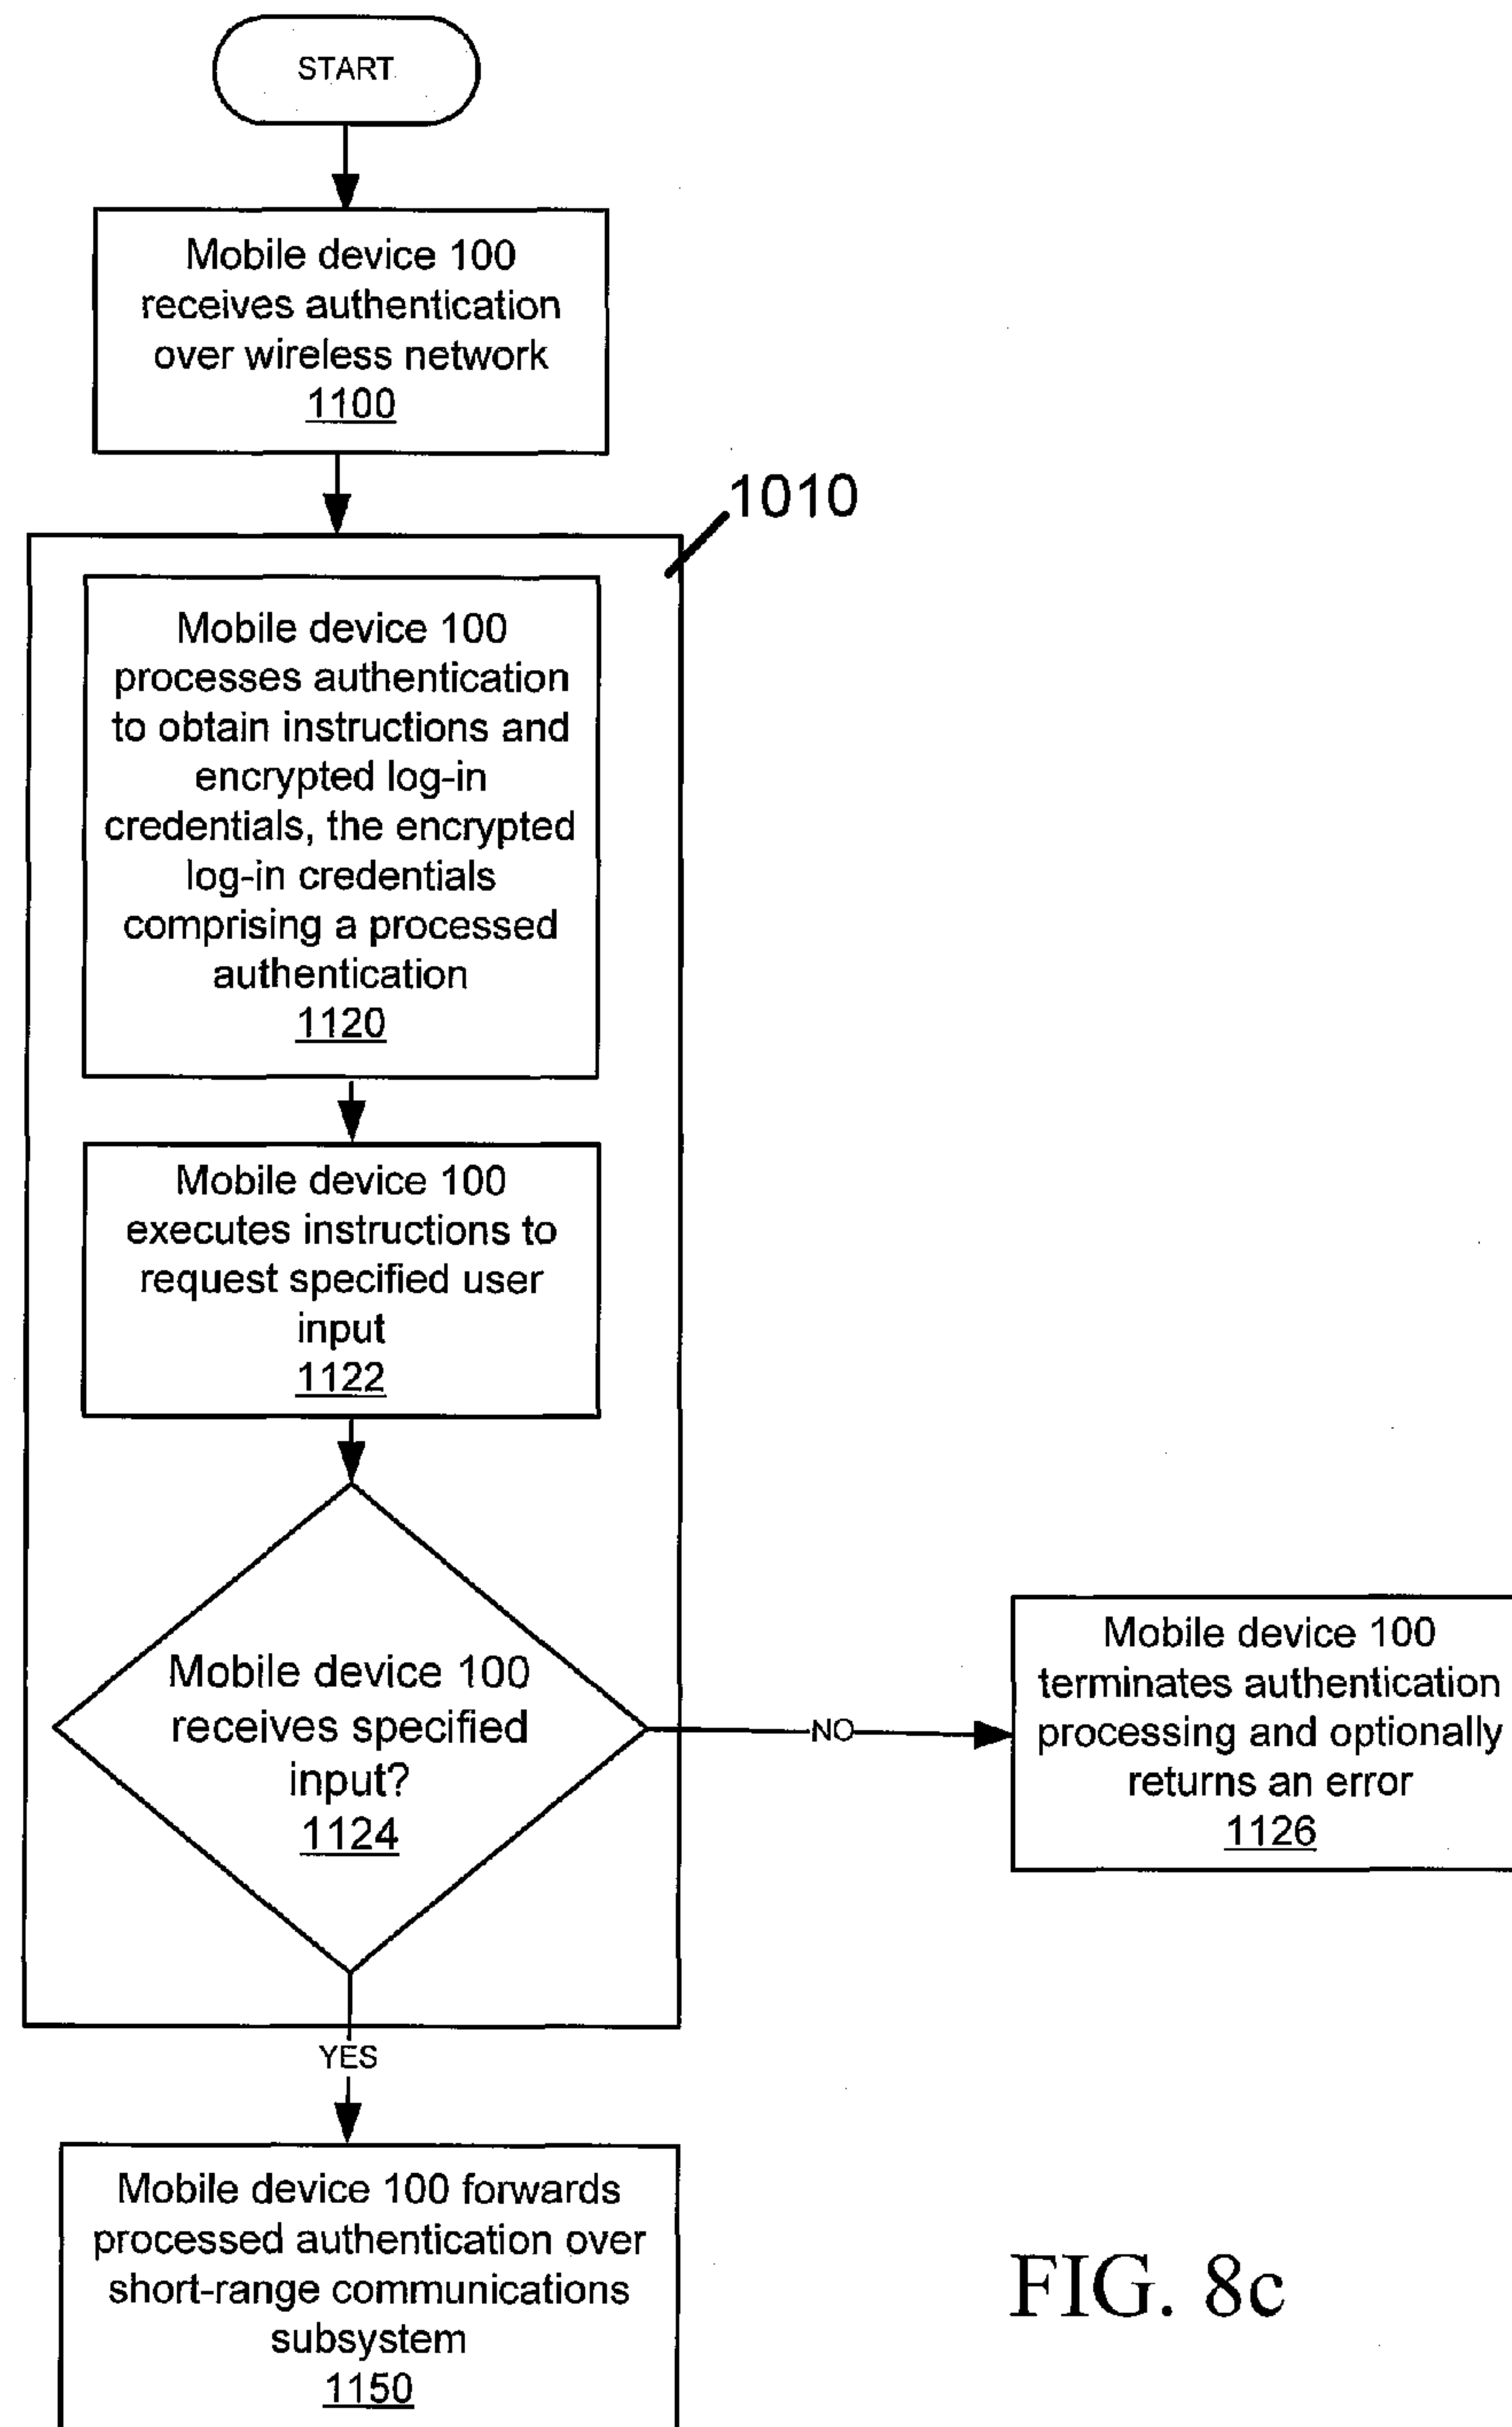 START
Mobile device 100
receives authentication
over wireless network
1100
1010
Mobile device 100
processes authentication
to obtain instructions and
encrypted log-in
credentials, the encrypted
log-in credentials
comprising a processed
authentication
1120
Mobile device 100
executes instructions to
request specified user
input
1122
Mobile device 100
receives specified
input?
1124
NO
Mobile device 100
terminates authentication
processing and optionally
returns an error
1126
YES
Mobile device 100 forwards
processed authentication over
short-range communications
subsystem
1150
FIG. 8c